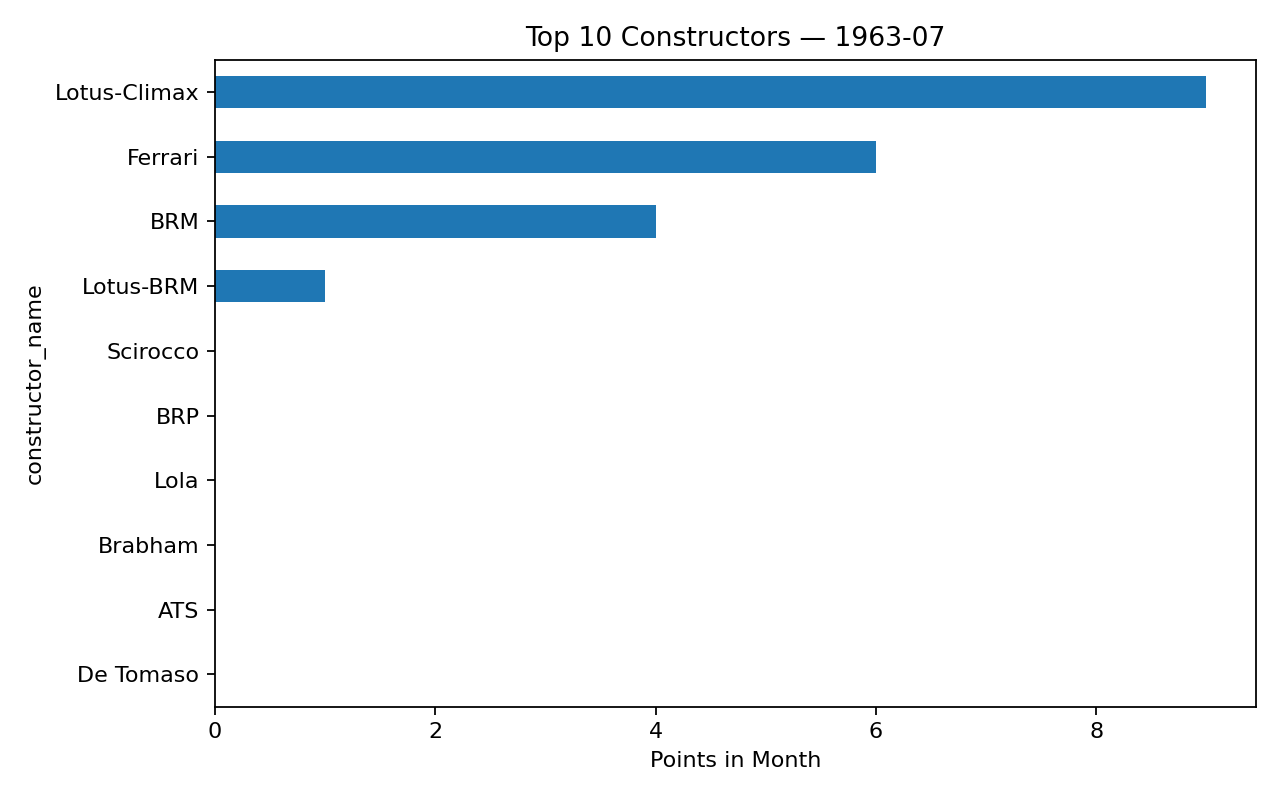 Top 10 Constructors — 1963-07
Lotus-Climax
Ferrari
BRM
Lotus-BRM
Scirocco
BRP
Lola
Brabham
ATS
De Tomaso
constructor_name
0 2 4 6 8
Points in Month